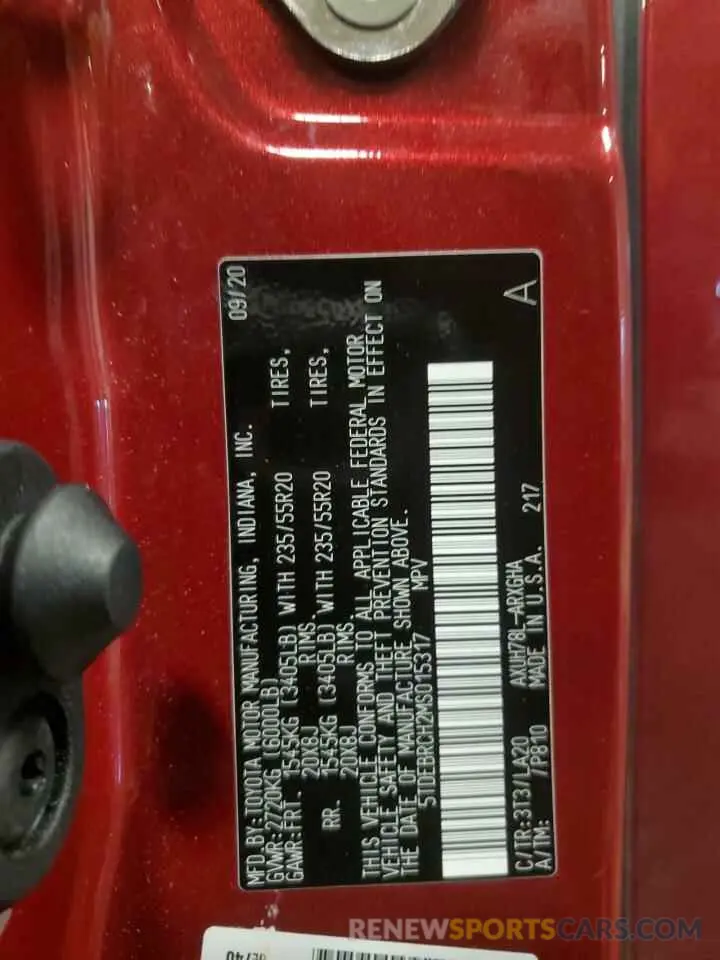 MFD.BY:TOYOTA MOTOR MANUFACTURING, INDIANA, INC. 09/20
GVWR:2720KG (6000LB)
GAWR:FRT. 1545KG (3405LB) WITH 235/55R20 TIRES,
20X8J RIMS.
RR. 1545KG (3405LB) WITH 235/55R20 TIRES,
20X8J RIMS.
THIS VEHICLE CONFORMS TO ALL APPLICABLE FEDERAL MOTOR
VEHICLE SAFETY AND THEFT PREVENTION STANDARDS IN EFFECT ON
THE DATE OF MANUFACTURE SHOWN ABOVE.
5TDEBRCH2MS015317 MPV
C/TR:3T3/LA20 AXUH78L-ARXGHA A
A/TM: /P810 MADE IN U.S.A. 217
RENEWSPORTSCARS.COM